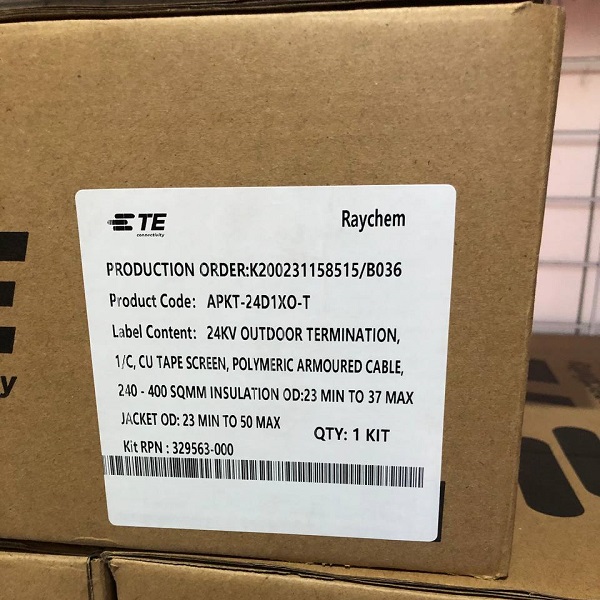 TE
connectivity
Raychem
PRODUCTION ORDER:K200231158515/B036
Product Code: APKT-24D1XO-T
Label Content: 24KV OUTDOOR TERMINATION,
1/C, CU TAPE SCREEN, POLYMERIC ARMOURED CABLE,
240 - 400 SQMM INSULATION OD:23 MIN TO 37 MAX
JACKET OD: 23 MIN TO 50 MAX
QTY: 1 KIT
Kit RPN : 329563-000
E
y